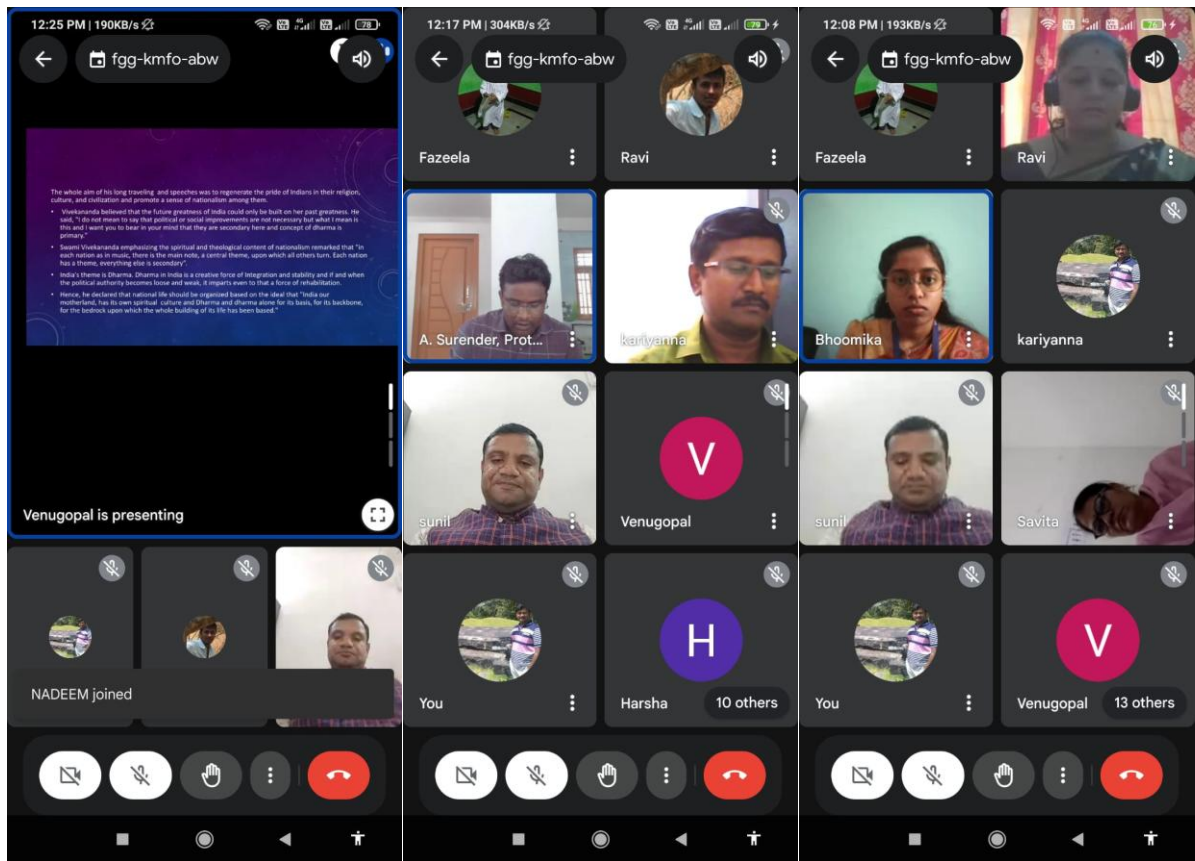 12:25 PM | 190KB/s
78
fgg-kmfo-abw
The whole aim of his long traveling and speeches was to regenerate the pride of Indians in their religion,
culture, and civilization and promote a sense of nationalism among them.
• Vivekananda believed that the future greatness of India could only be built on her past greatness. He
said, "I do not mean to say that political or social improvements are not necessary but what I mean is
this and I want you to bear in your mind that they are secondary here and concept of dharma is
primary."
• Swami Vivekananda emphasizing the spiritual and theological content of nationalism remarked that "in
each nation as in music, there is the main note, a central theme, upon which all others turn. Each nation
has a theme, everything else is secondary".
• India's theme is Dharma. Dharma in India is a creative force of Integration and stability and if and when
the political authority becomes loose and weak, it imparts even to that a force of rehabilitation.
• Hence, he declared that national life should be organized based on the ideal that "India our
motherland, has its own spiritual culture and Dharma and dharma alone for its basis, for its backbone,
for the bedrock upon which the whole building of its life has been based."
Venugopal is presenting
NADEEM joined
12:17 PM | 304KB/s
79
fgg-kmfo-abw
Fazeela
Ravi
A. Surender, Prot...
kariyanna
sunil
V
Venugopal
You
H
Harsha
10 others
12:08 PM | 193KB/s
76
fgg-kmfo-abw
Fazeela
Ravi
Bhoomika
kariyanna
sunil
Savita
You
V
Venugopal
13 others